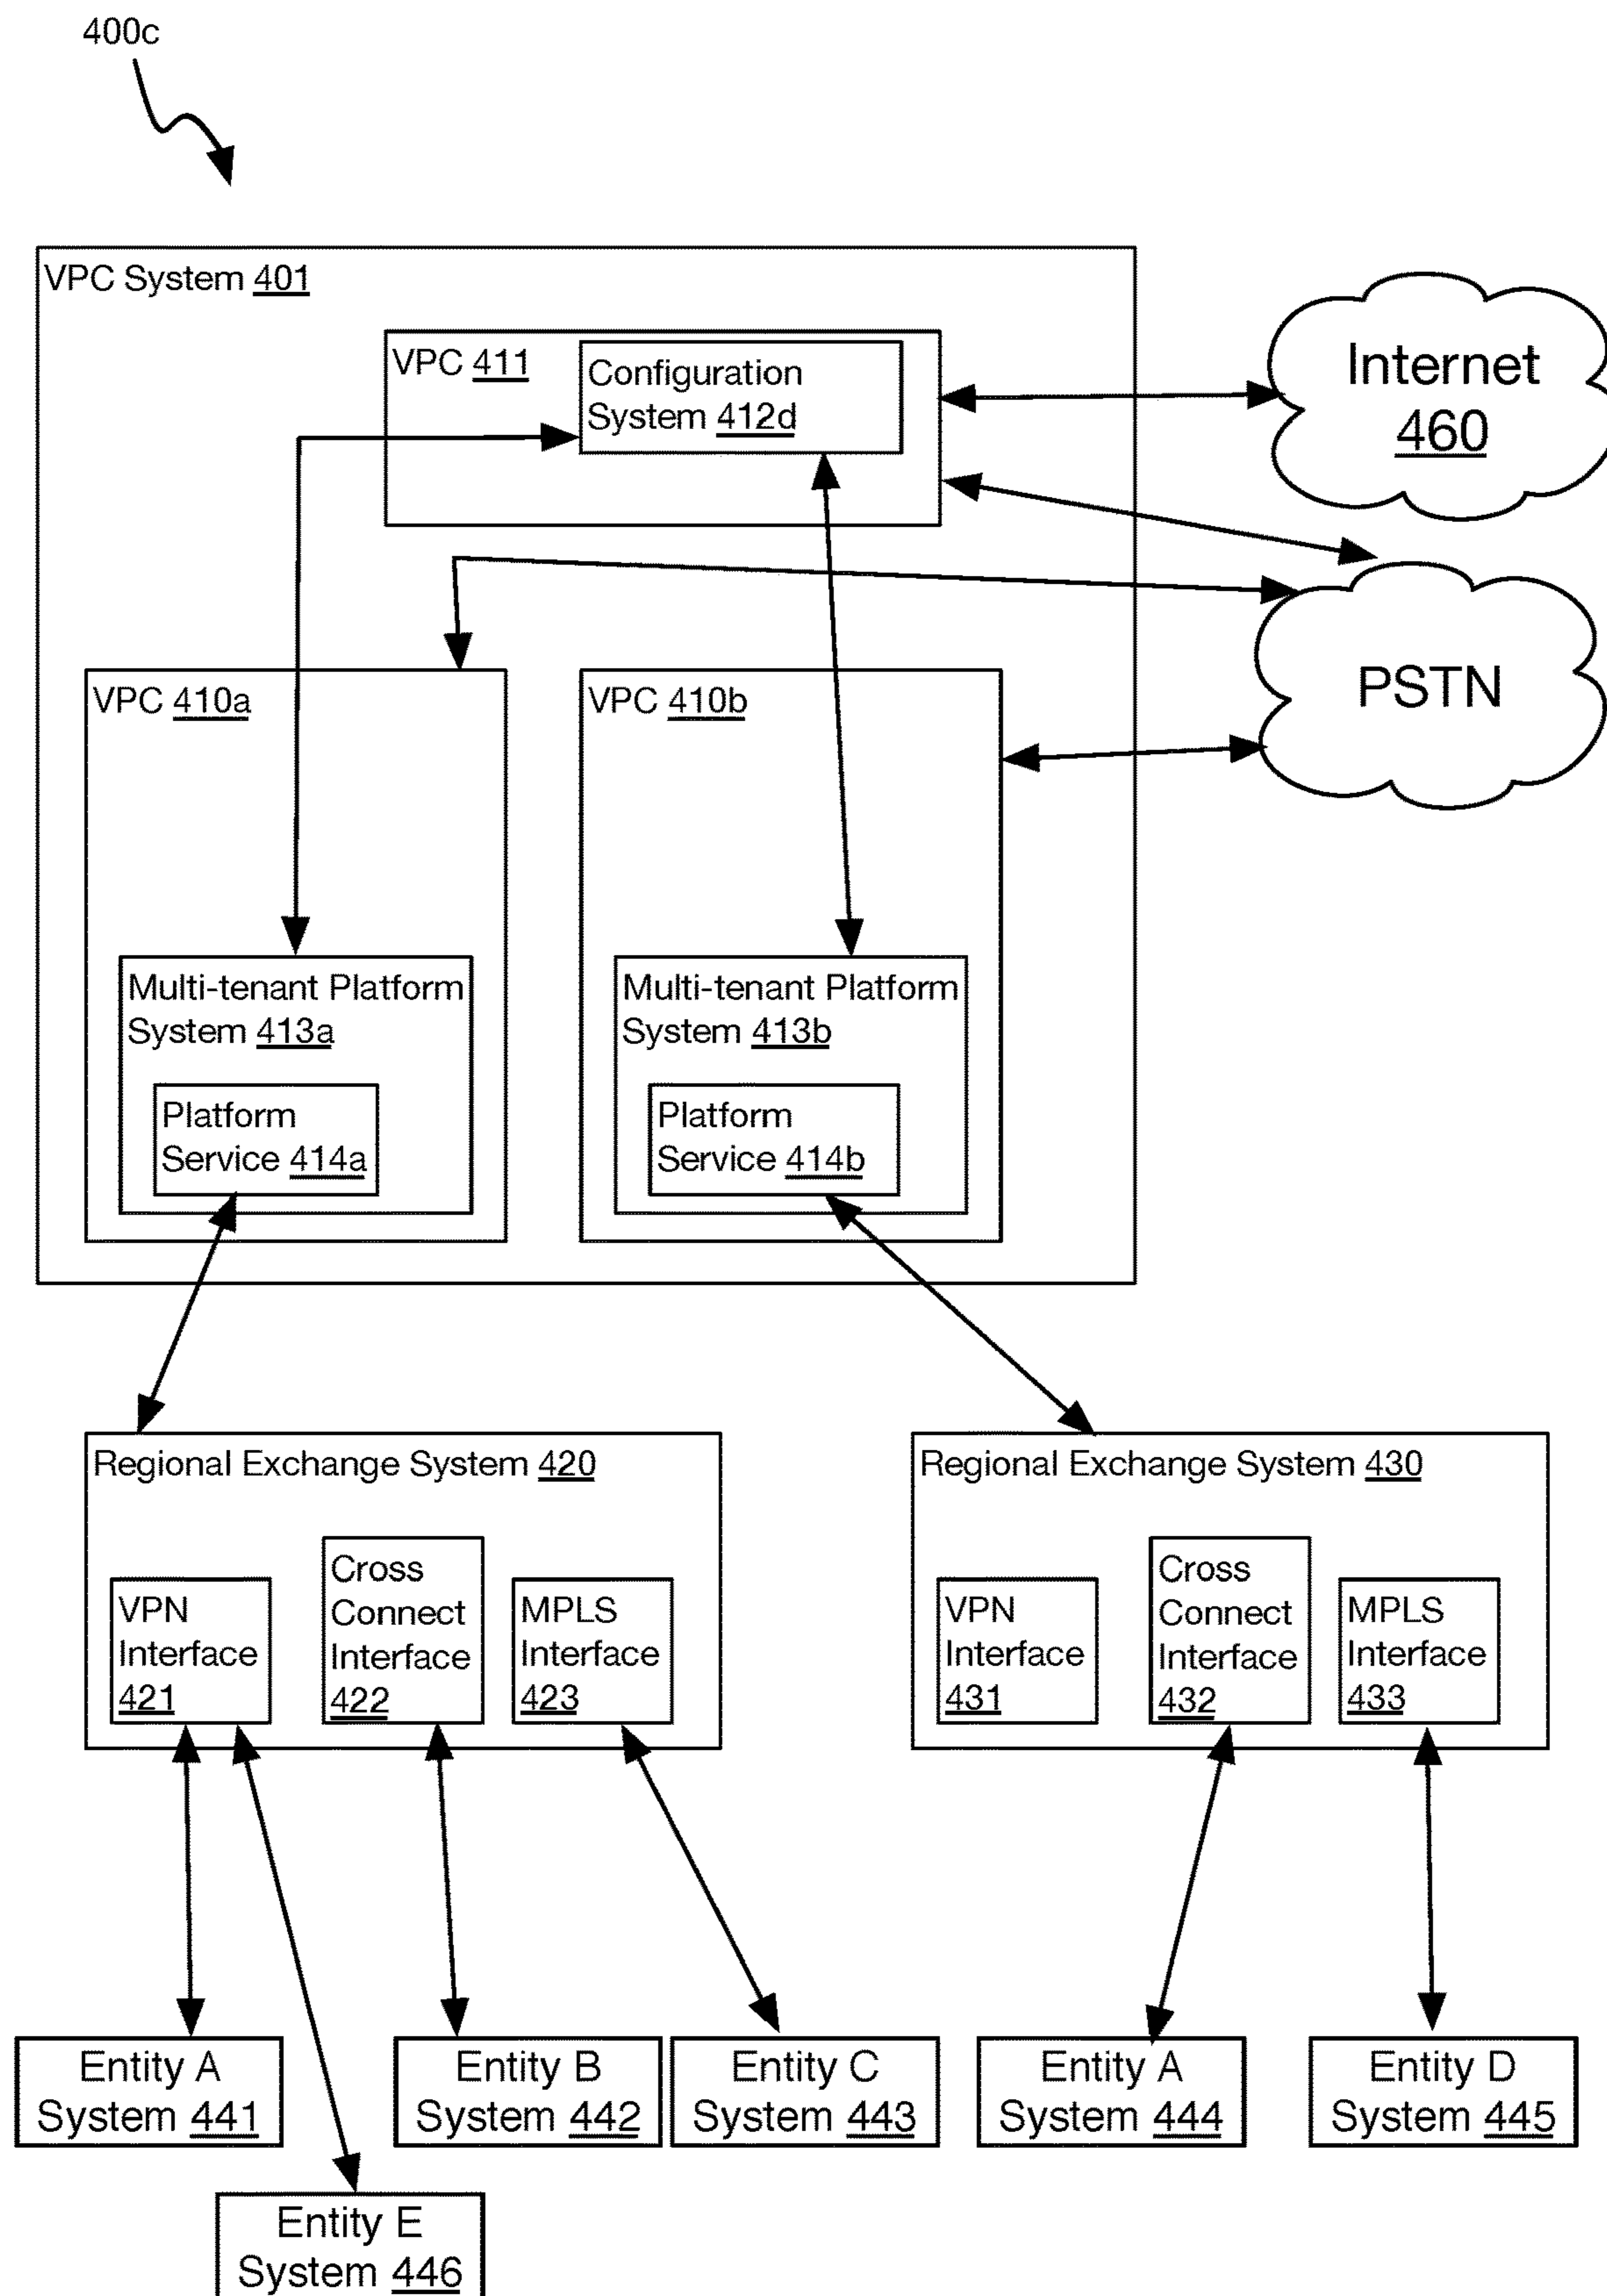 400c
VPC System 401
VPC 411
Configuration
System 412d
Internet
460
PSTN
VPC 410a
VPC 410b
Multi-tenant Platform
System 413a
Platform
Service 414a
Multi-tenant Platform
System 413b
Platform
Service 414b
Regional Exchange System 420
VPN
Interface
421
Cross
Connect
Interface
422
MPLS
Interface
423
Regional Exchange System 430
VPN
Interface
431
Cross
Connect
Interface
432
MPLS
Interface
433
Entity A
System 441
Entity B
System 442
Entity C
System 443
Entity A
System 444
Entity D
System 445
Entity E
System 446